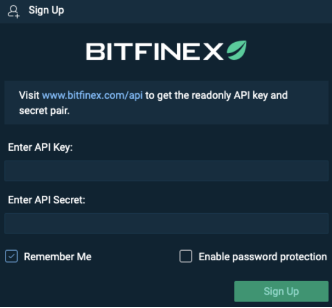 Sign Up
BITFINEX
Visit www.bitfinex.com/api to get the readonly API key and
secret pair.
Enter API Key:
Enter API Secret:
Remember Me
Enable password protection
Sign Up